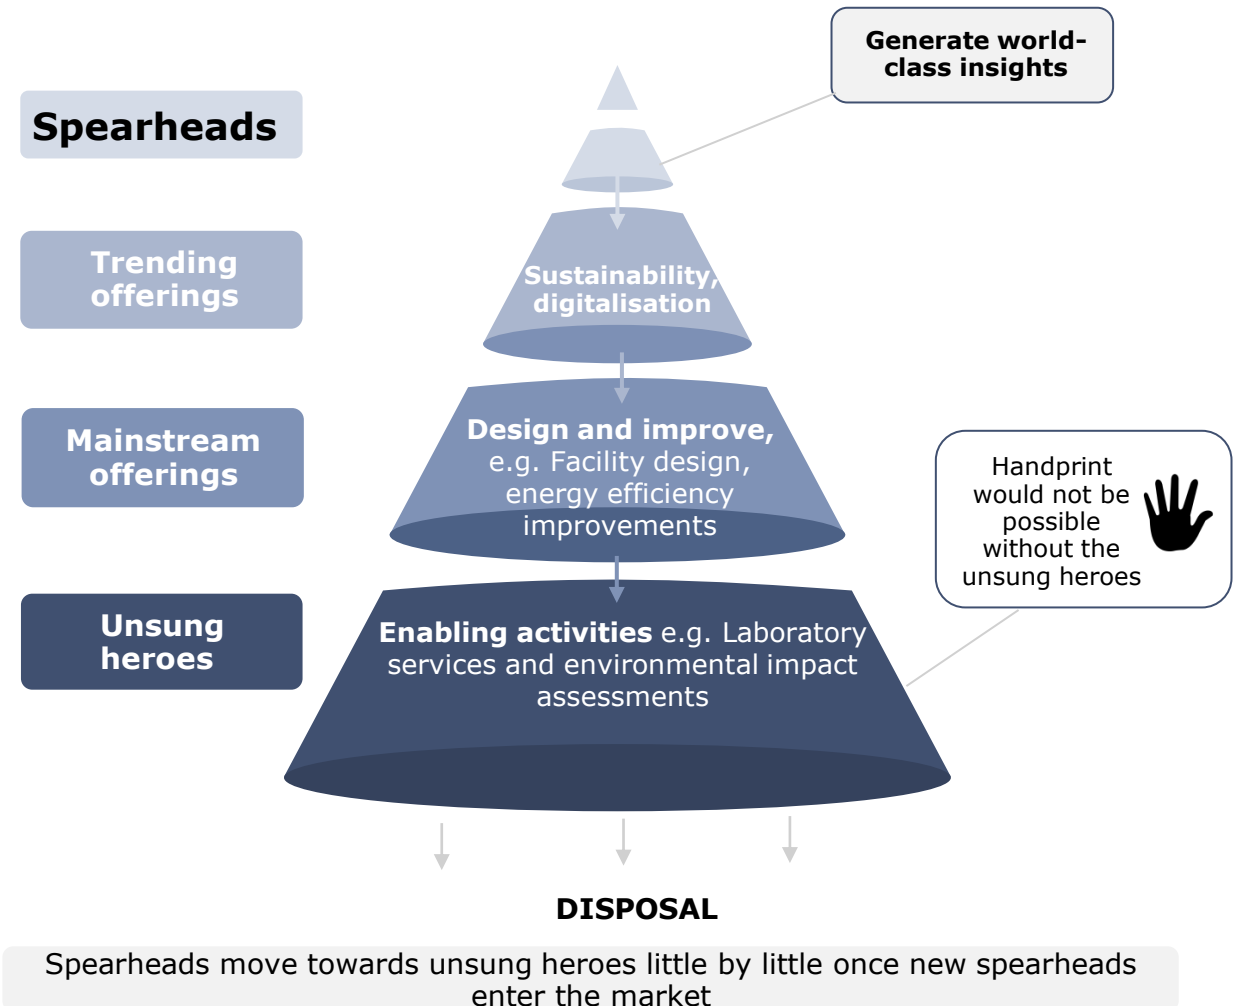 Generate world-
class insights
Spearheads
Trending
offerings
Sustainability,
digitalisation
Mainstream
offerings
Design and improve,
e.g. Facility design,
energy efficiency
improvements
Handprint
would not be
possible
without the
unsung heroes
Unsung
heroes
Enabling activities e.g. Laboratory
services and environmental impact
assessments
DISPOSAL
Spearheads move towards unsung heroes little by little once new spearheads
enter the market